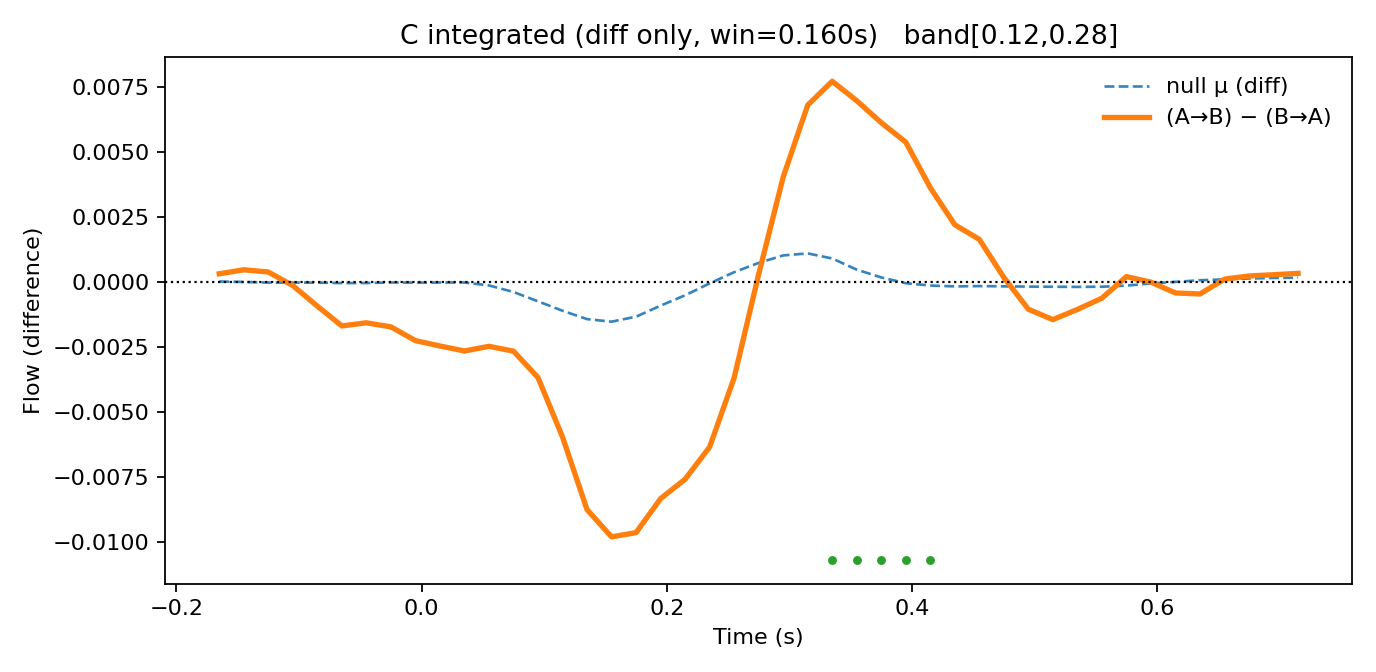 C integrated (diff only, win=0.160s)   band[0.12,0.28]
null μ (diff)
(A→B) − (B→A)
Flow (difference)
0.0075
0.0050
0.0025
0.0000
−0.0025
−0.0050
−0.0075
−0.0100
−0.2 0.0 0.2 0.4 0.6
Time (s)